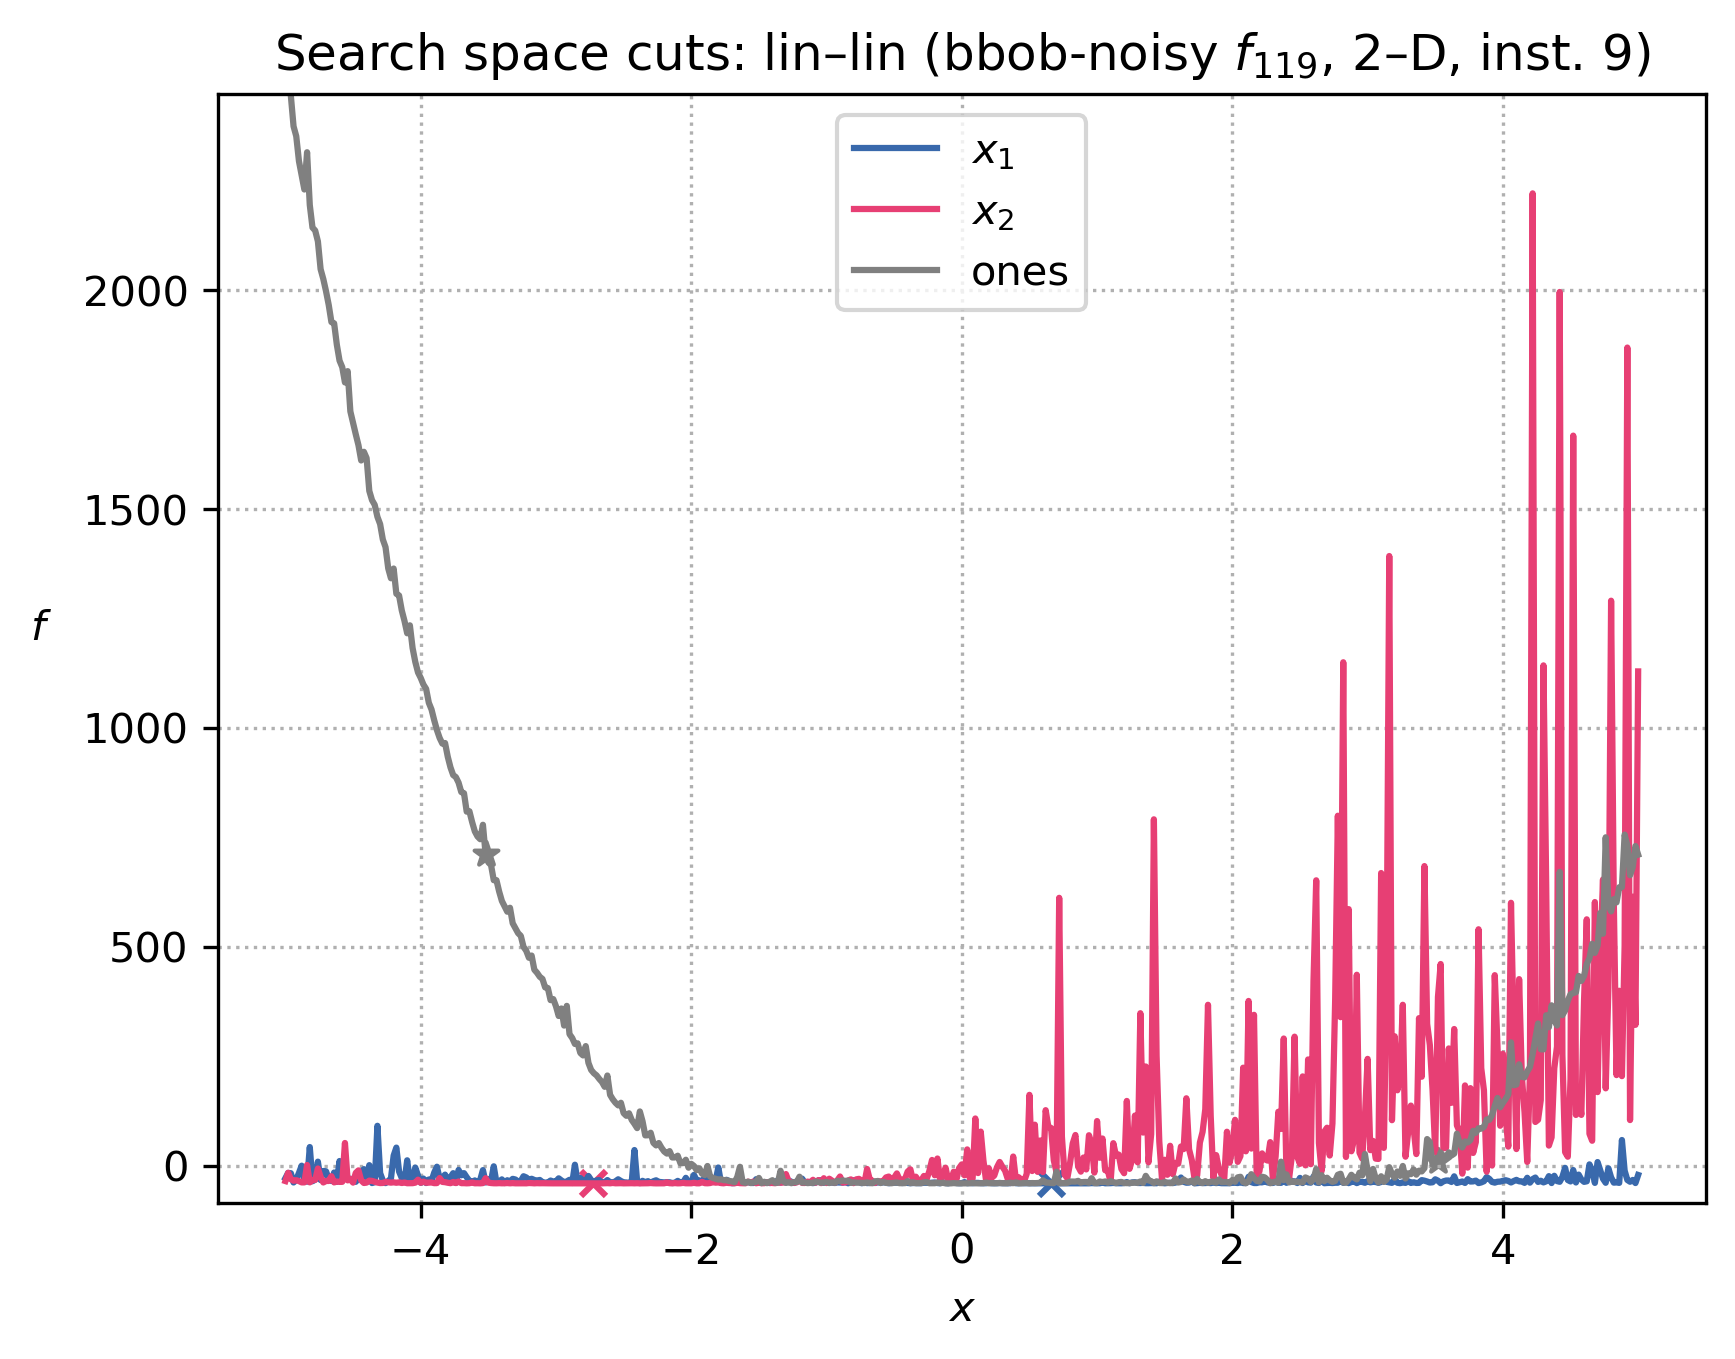 Search space cuts: lin–lin (bbob-noisy f₁₁₉, 2–D, inst. 9)
x₁
x₂
ones
2000
1500
1000
500
0
f
−4 −2 0 2 4
x